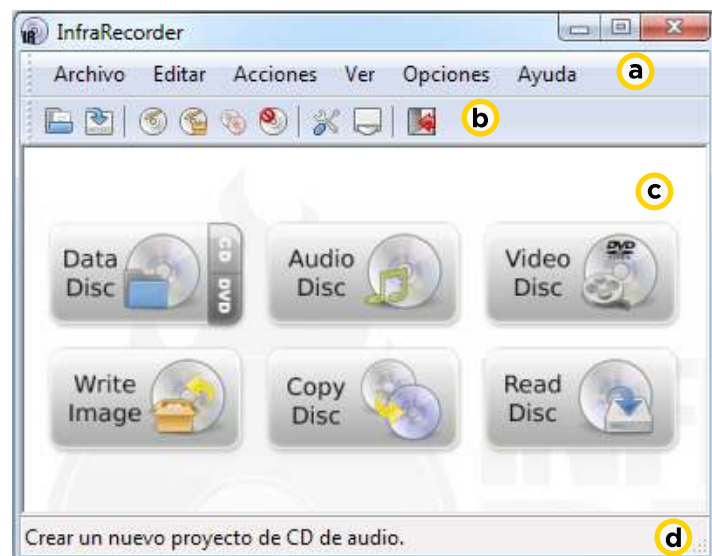 InfraRecorder
Archivo Editar Acciones Ver Opciones Ayuda a
b
c
Data Disc CD DVD
Audio Disc
Video Disc DVD
Write Image
Copy Disc
Read Disc
Crear un nuevo proyecto de CD de audio. d